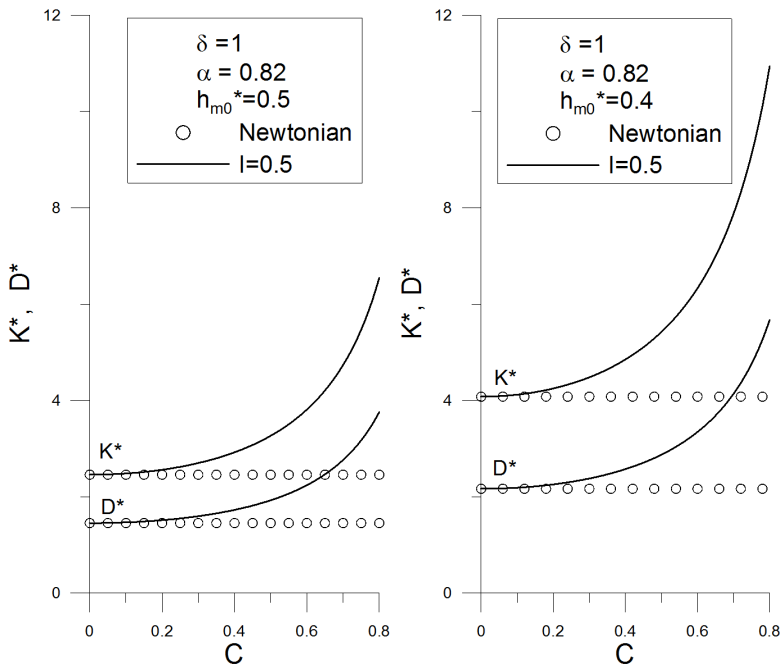 12
8
4
0
K*, D*
δ =1
α = 0.82
hm0*=0.5
Newtonian
l=0.5
K*
D*
0
0.2
0.4
0.6
0.8
C
12
8
4
0
K*, D*
δ =1
α = 0.82
hm0*=0.4
Newtonian
l=0.5
K*
D*
0
0.2
0.4
0.6
0.8
C